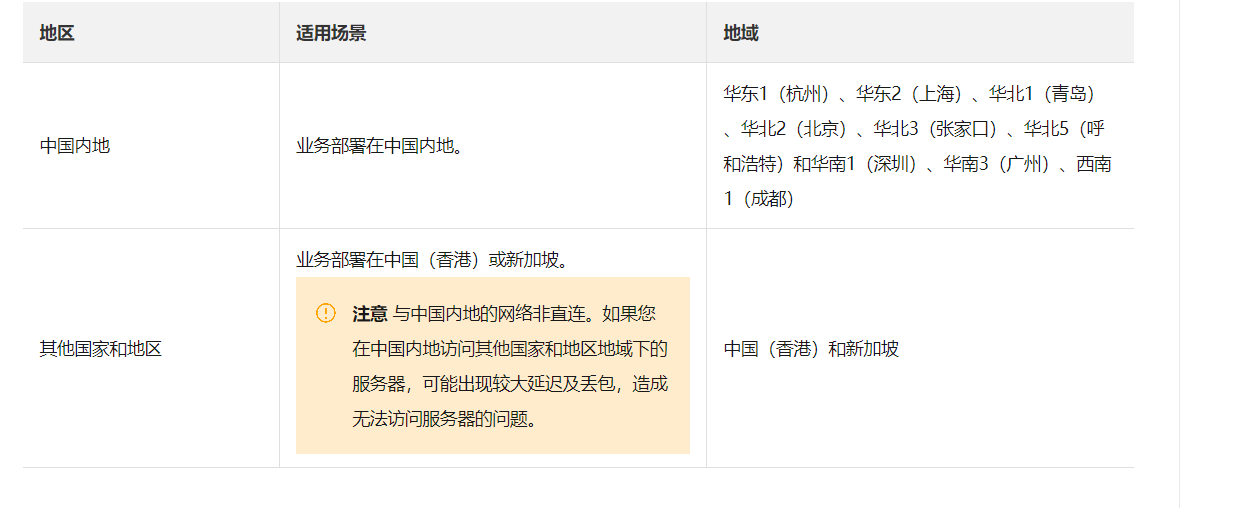 地区
适用场景
地域
中国内地
业务部署在中国内地。
华东1（杭州）、华东2（上海）、华北1（青岛）
、华北2（北京）、华北3（张家口）、华北5（呼
和浩特）和华南1（深圳）、华南3（广州）、西南
1（成都）
其他国家和地区
业务部署在中国（香港）或新加坡。
注意 与中国内地的网络非直连。如果您
在中国内地访问其他国家和地区地域下的
服务器，可能出现较大延迟及丢包，造成
无法访问服务器的问题。
中国（香港）和新加坡